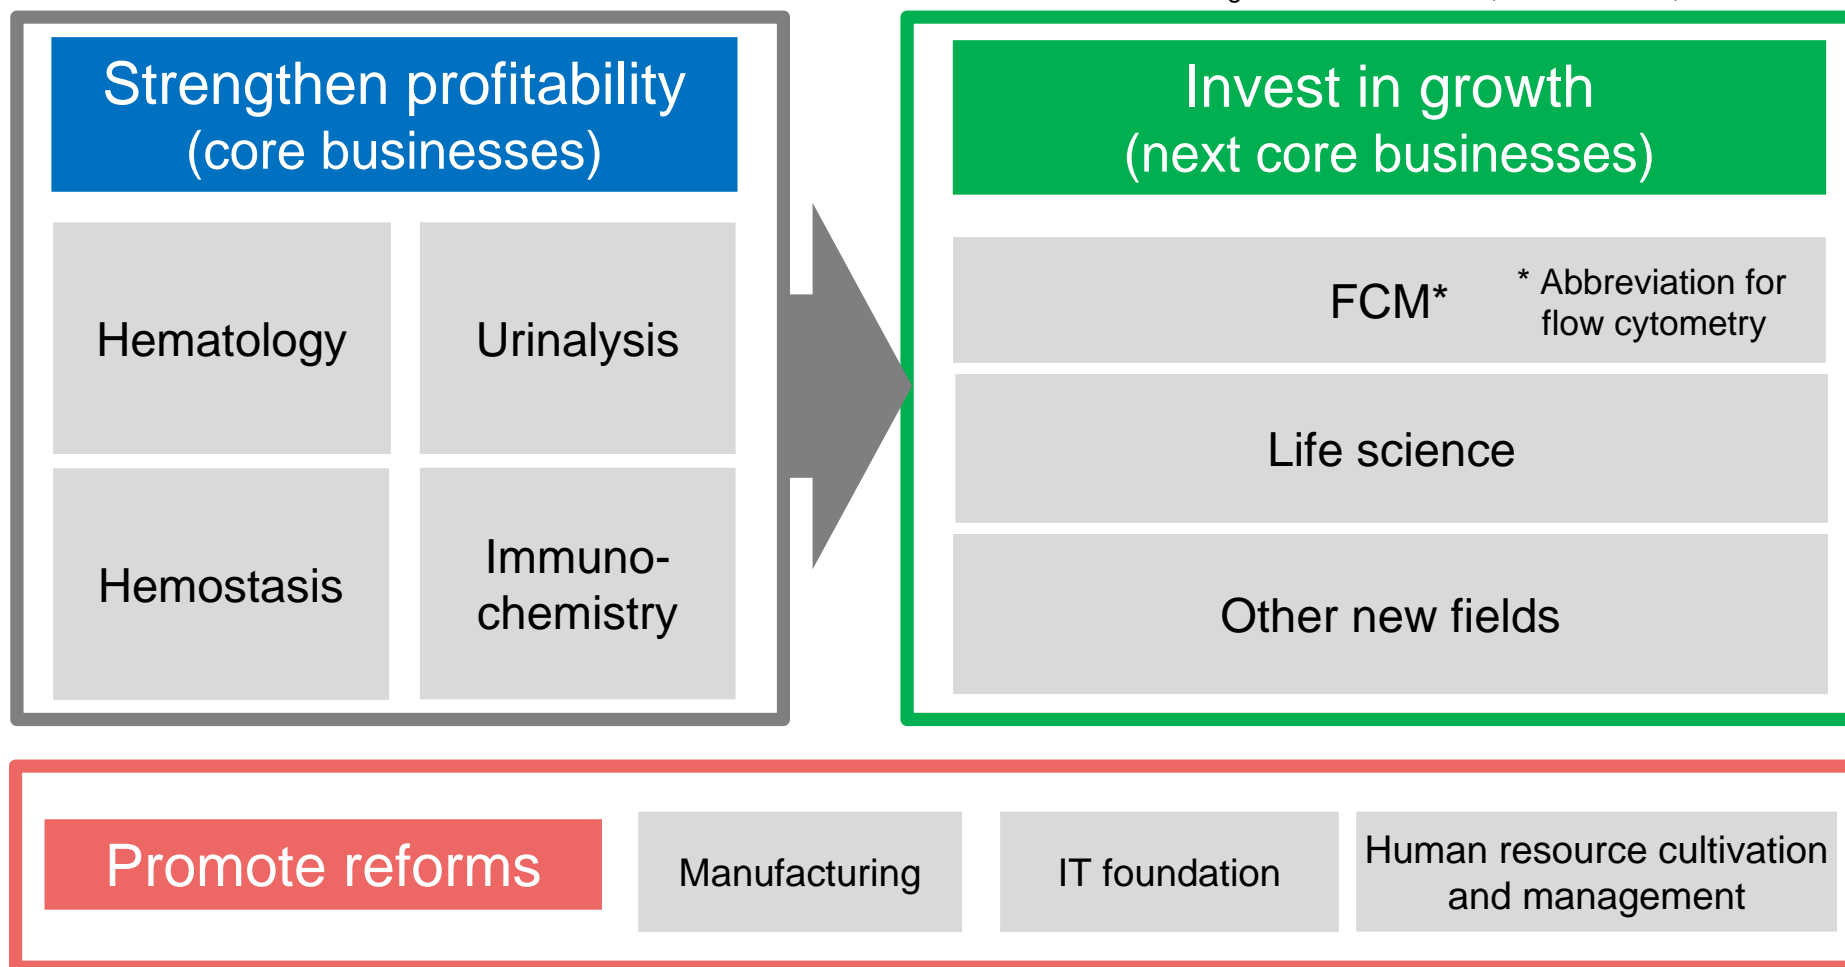 Strengthen profitability
(core businesses)
Hematology
Urinalysis
Hemostasis
Immuno-
chemistry
Invest in growth
(next core businesses)
FCM*
* Abbreviation for
flow cytometry
Life science
Other new fields
Promote reforms
Manufacturing
IT foundation
Human resource cultivation
and management